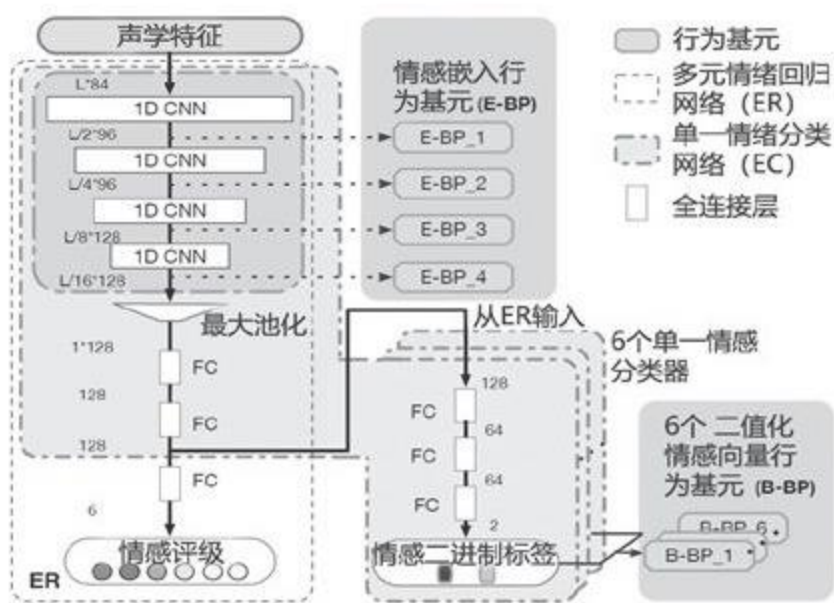 声学特征
L*84
1D CNN
L/2*96
1D CNN
L/4*96
1D CNN
L/8*128
1D CNN
L/16*128
最大池化
1*128
FC
128
FC
128
FC
6
情感评级
ER
情感嵌入行
为基元 (E-BP)
E-BP_1
E-BP_2
E-BP_3
E-BP_4
从ER输入
128
FC
64
FC
64
FC
2
情感二进制标签
6个单一情感
分类器
6个 二值化
情感向量行
为基元 (B-BP)
B-BP_6
B-BP_1
行为基元
多元情绪回归
网络（ER）
单一情绪分类
网络（EC）
全连接层